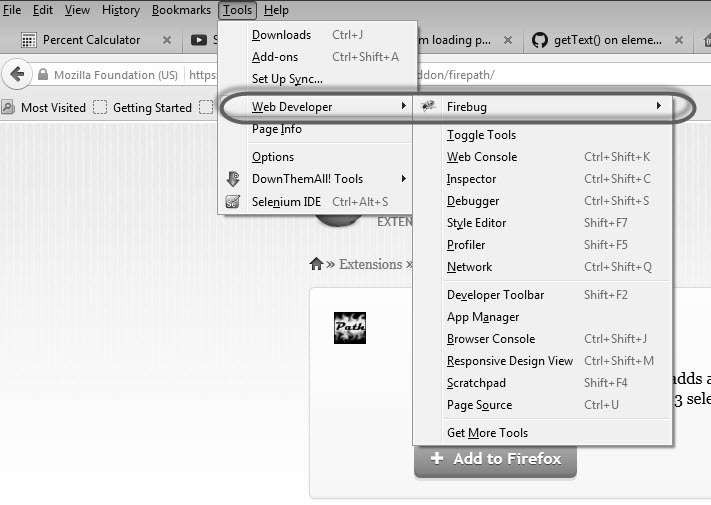 File Edit View History Bookmarks Tools Help
Percent Calculator × S m loading p... × getText() on eleme... ×
Mozilla Foundation (US) https: ddon/firepath/
Most Visited Getting Started
Downloads Ctrl+J
Add-ons Ctrl+Shift+A
Set Up Sync...
Web Developer
Page Info
Options
DownThemAll! Tools
Selenium IDE Ctrl+Alt+S
Firebug
Toggle Tools
Web Console Ctrl+Shift+K
Inspector Ctrl+Shift+C
Debugger Ctrl+Shift+S
Style Editor Shift+F7
Profiler Shift+F5
Network Ctrl+Shift+Q
Developer Toolbar Shift+F2
App Manager
Browser Console Ctrl+Shift+J
Responsive Design View Ctrl+Shift+M
Scratchpad Shift+F4
Page Source Ctrl+U
Get More Tools
EXTEN
» Extensions »
Path
adds a
3 sele
+ Add to Firefox